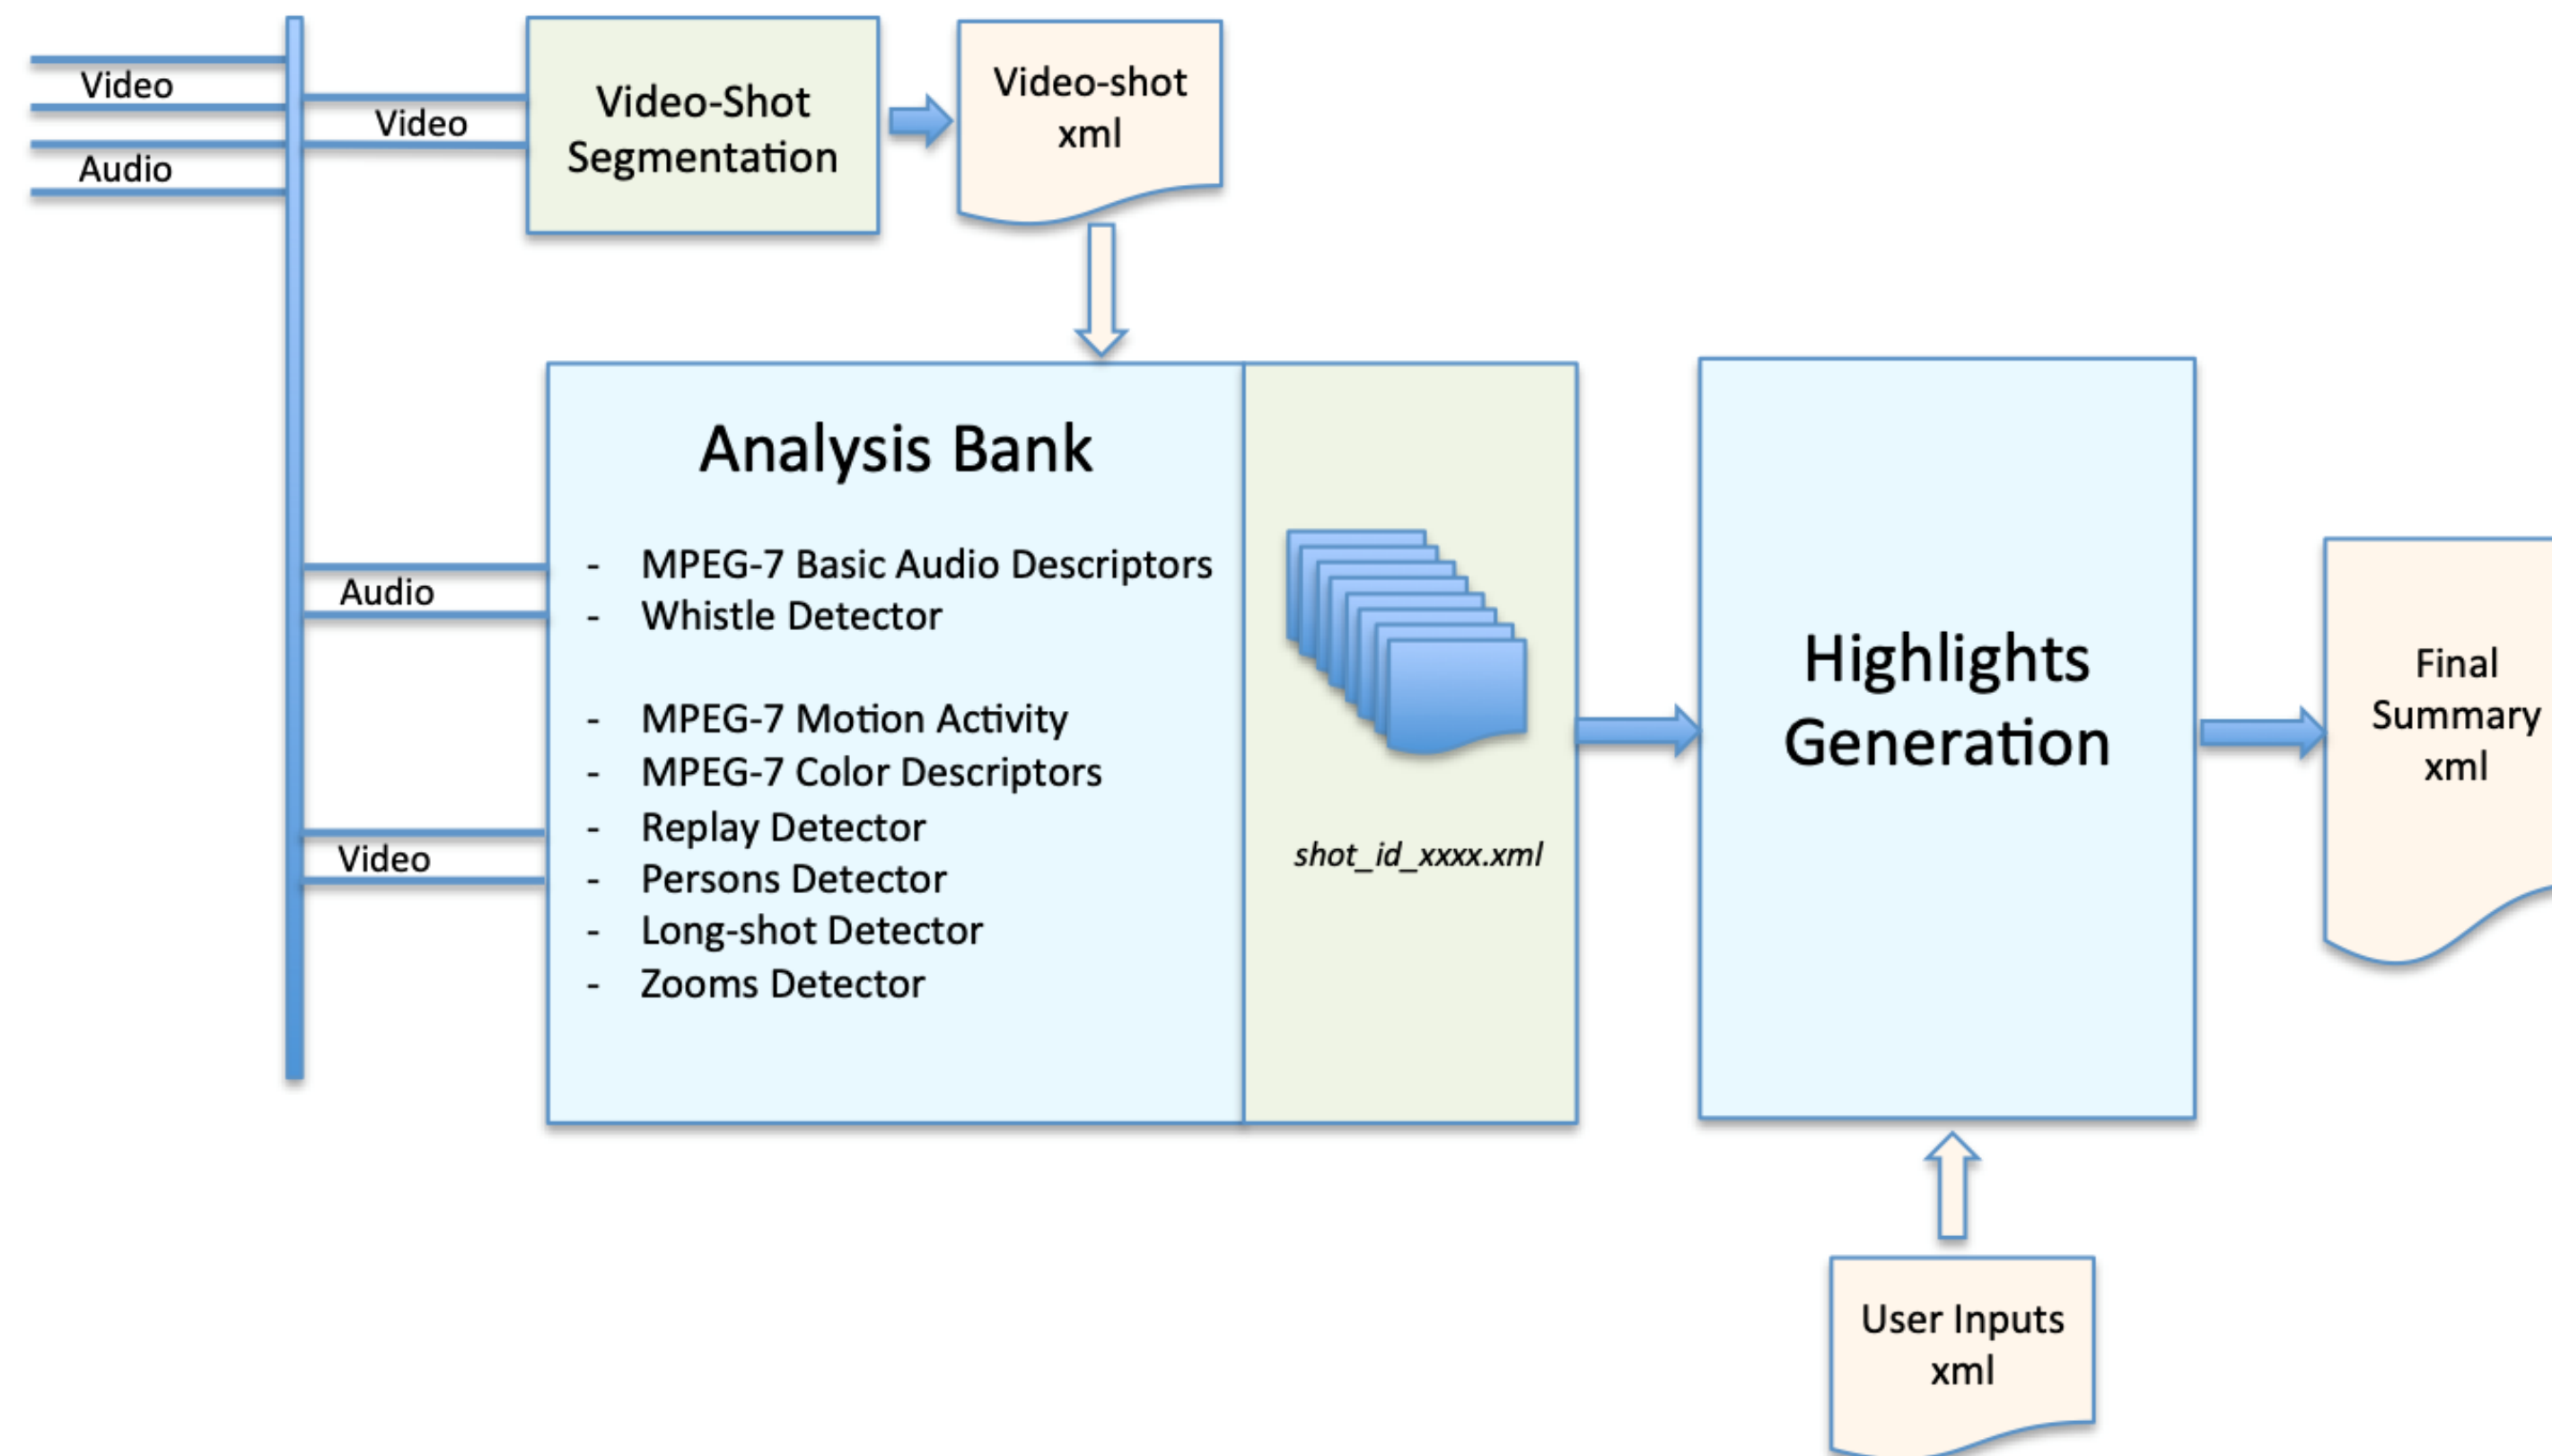 Video
Audio
Video
Video-Shot
Segmentation
Video-shot
xml
Analysis Bank
Audio
- MPEG-7 Basic Audio Descriptors
- Whistle Detector
- MPEG-7 Motion Activity
- MPEG-7 Color Descriptors
Video
- Replay Detector
- Persons Detector
- Long-shot Detector
- Zooms Detector
shot_id_xxxx.xml
Highlights
Generation
Final
Summary
xml
User Inputs
xml